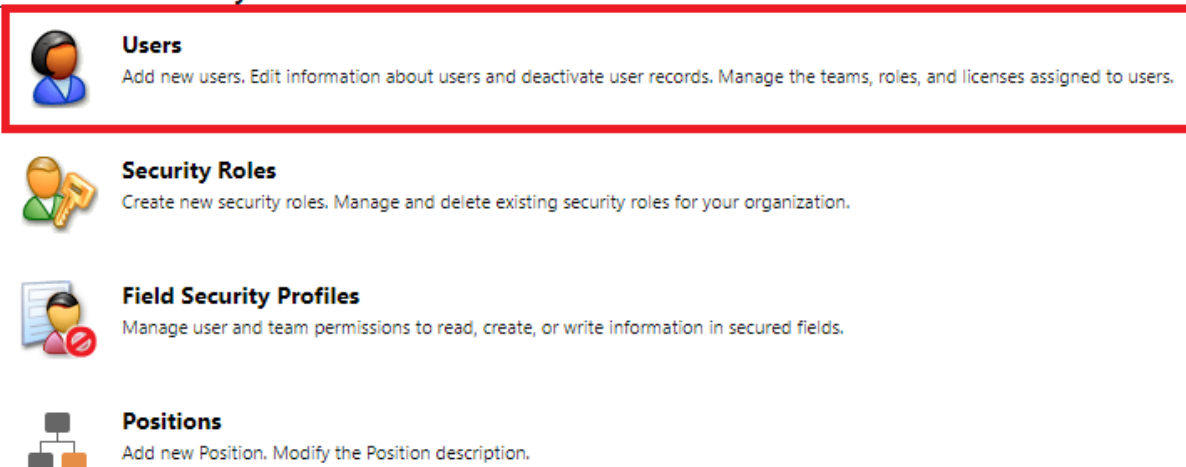 Users
Add new users. Edit information about users and deactivate user records. Manage the teams, roles, and licenses assigned to users.
Security Roles
Create new security roles. Manage and delete existing security roles for your organization.
Field Security Profiles
Manage user and team permissions to read, create, or write information in secured fields.
Positions
Add new Position. Modify the Position description.